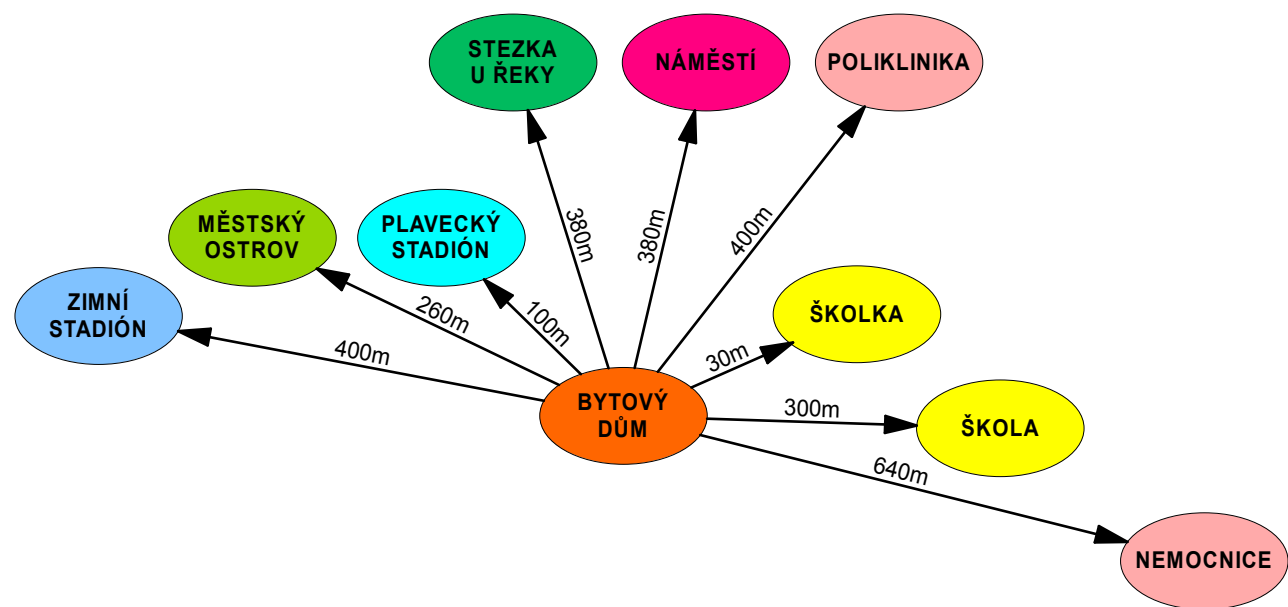 STEZKA
U ŘEKY
NÁMĚSTÍ
POLIKLINIKA
MĚSTSKÝ
OSTROV
PLAVECKÝ
STADIÓN
380m
380m
400m
ZIMNÍ
STADIÓN
260m
100m
ŠKOLKA
400m
30m
BYTOVÝ
DŮM
300m
ŠKOLA
640m
NEMOCNICE